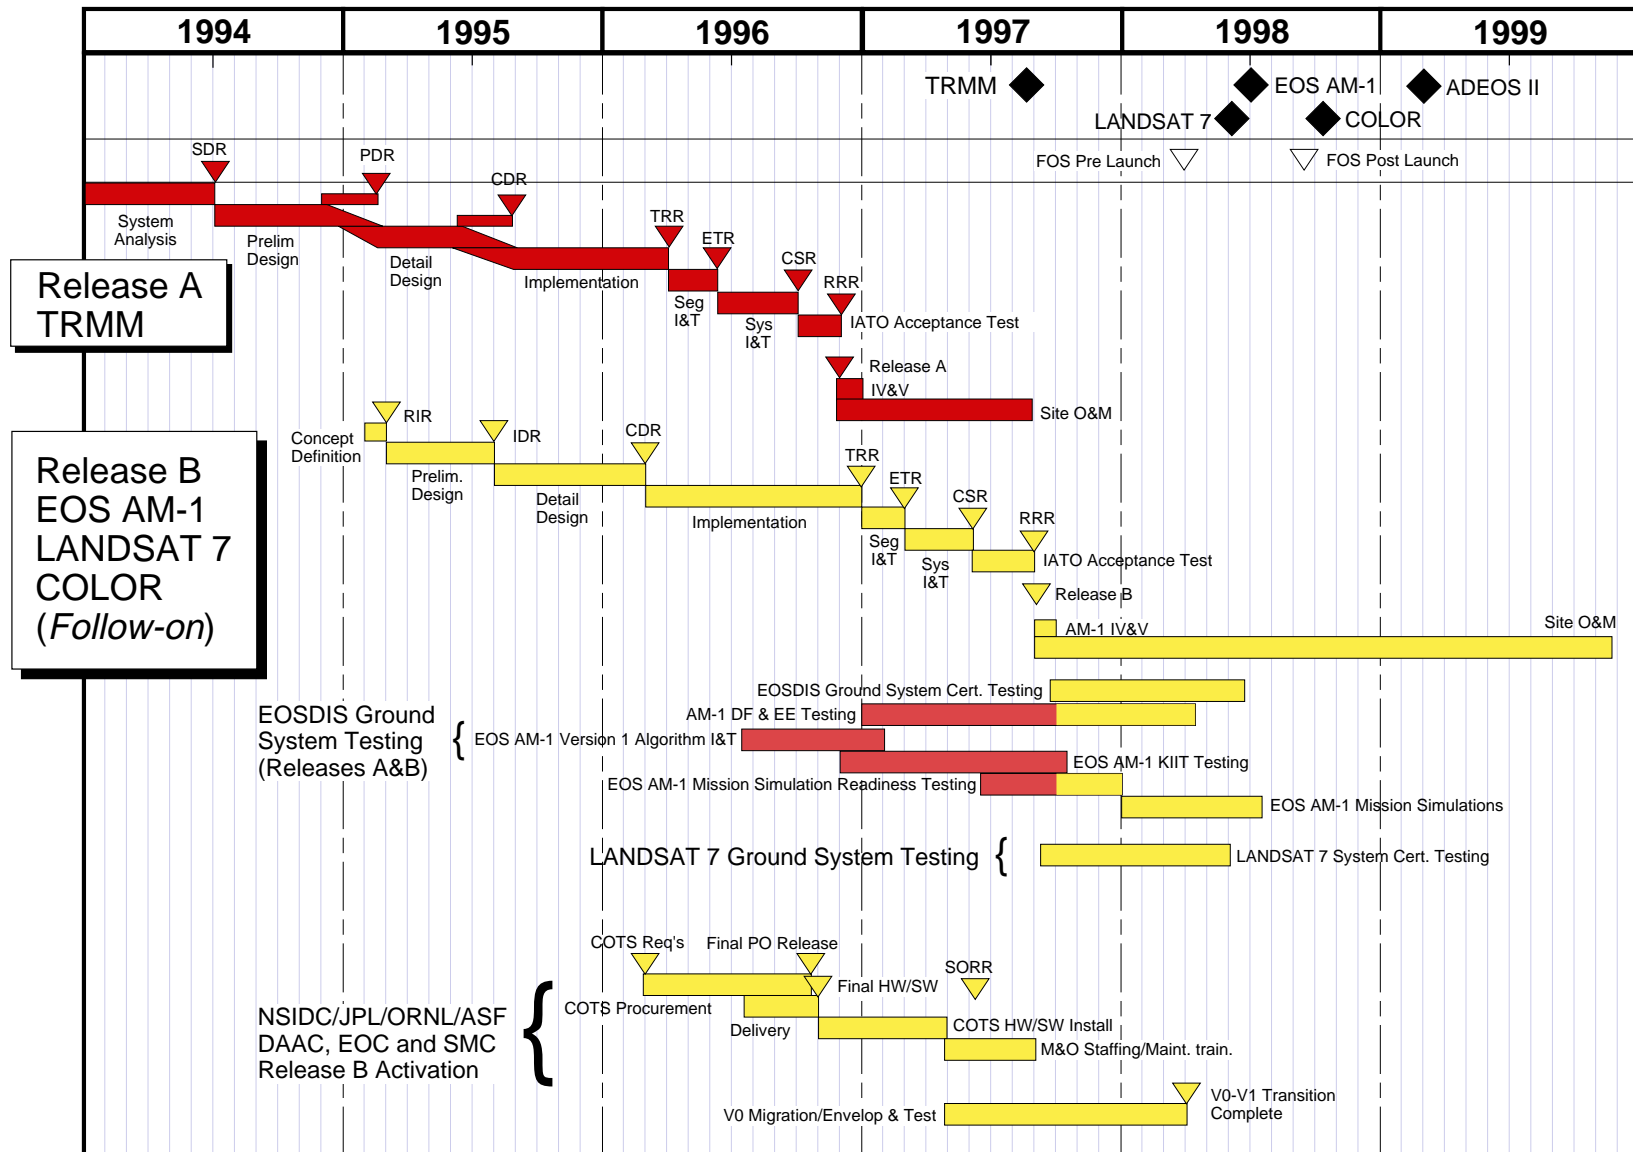 1994 1995 1996 1997 1998 1999
TRMM
EOS AM-1
ADEOS II
LANDSAT 7
COLOR
FOS Pre Launch
FOS Post Launch
SDR
PDR
CDR
TRR
ETR
CSR
RRR
System
Analysis
Prelim
Design
Detail
Design
Implementation
Seg
I&T
Sys
I&T
IATO Acceptance Test
Release A
TRMM
Release A
IV&V
Site O&M
RIR
IDR
CDR
TRR
ETR
CSR
RRR
Concept
Definition
Prelim.
Design
Detail
Design
Implementation
Seg
I&T
Sys
I&T
IATO Acceptance Test
Release B
EOS AM-1
LANDSAT 7
COLOR
(Follow-on)
Release B
AM-1 IV&V
Site O&M
EOSDIS Ground
System Testing
(Releases A&B)
{
EOSDIS Ground System Cert. Testing
AM-1 DF & EE Testing
EOS AM-1 Version 1 Algorithm I&T
EOS AM-1 KIIT Testing
EOS AM-1 Mission Simulation Readiness Testing
EOS AM-1 Mission Simulations
LANDSAT 7 Ground System Testing {
LANDSAT 7 System Cert. Testing
COTS Req's
Final PO Release
SORR
Final HW/SW
NSIDC/JPL/ORNL/ASF
DAAC, EOC and SMC
Release B Activation
{
COTS Procurement
Delivery
COTS HW/SW Install
M&O Staffing/Maint. train.
V0-V1 Transition
Complete
V0 Migration/Envelop & Test